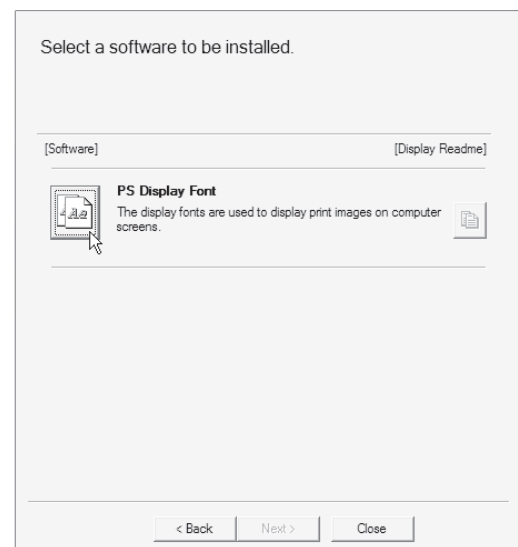 Select a software to be installed.
[Software] [Display Readme]
PS Display Font
The display fonts are used to display print images on computer
screens.
< Back Next > Close